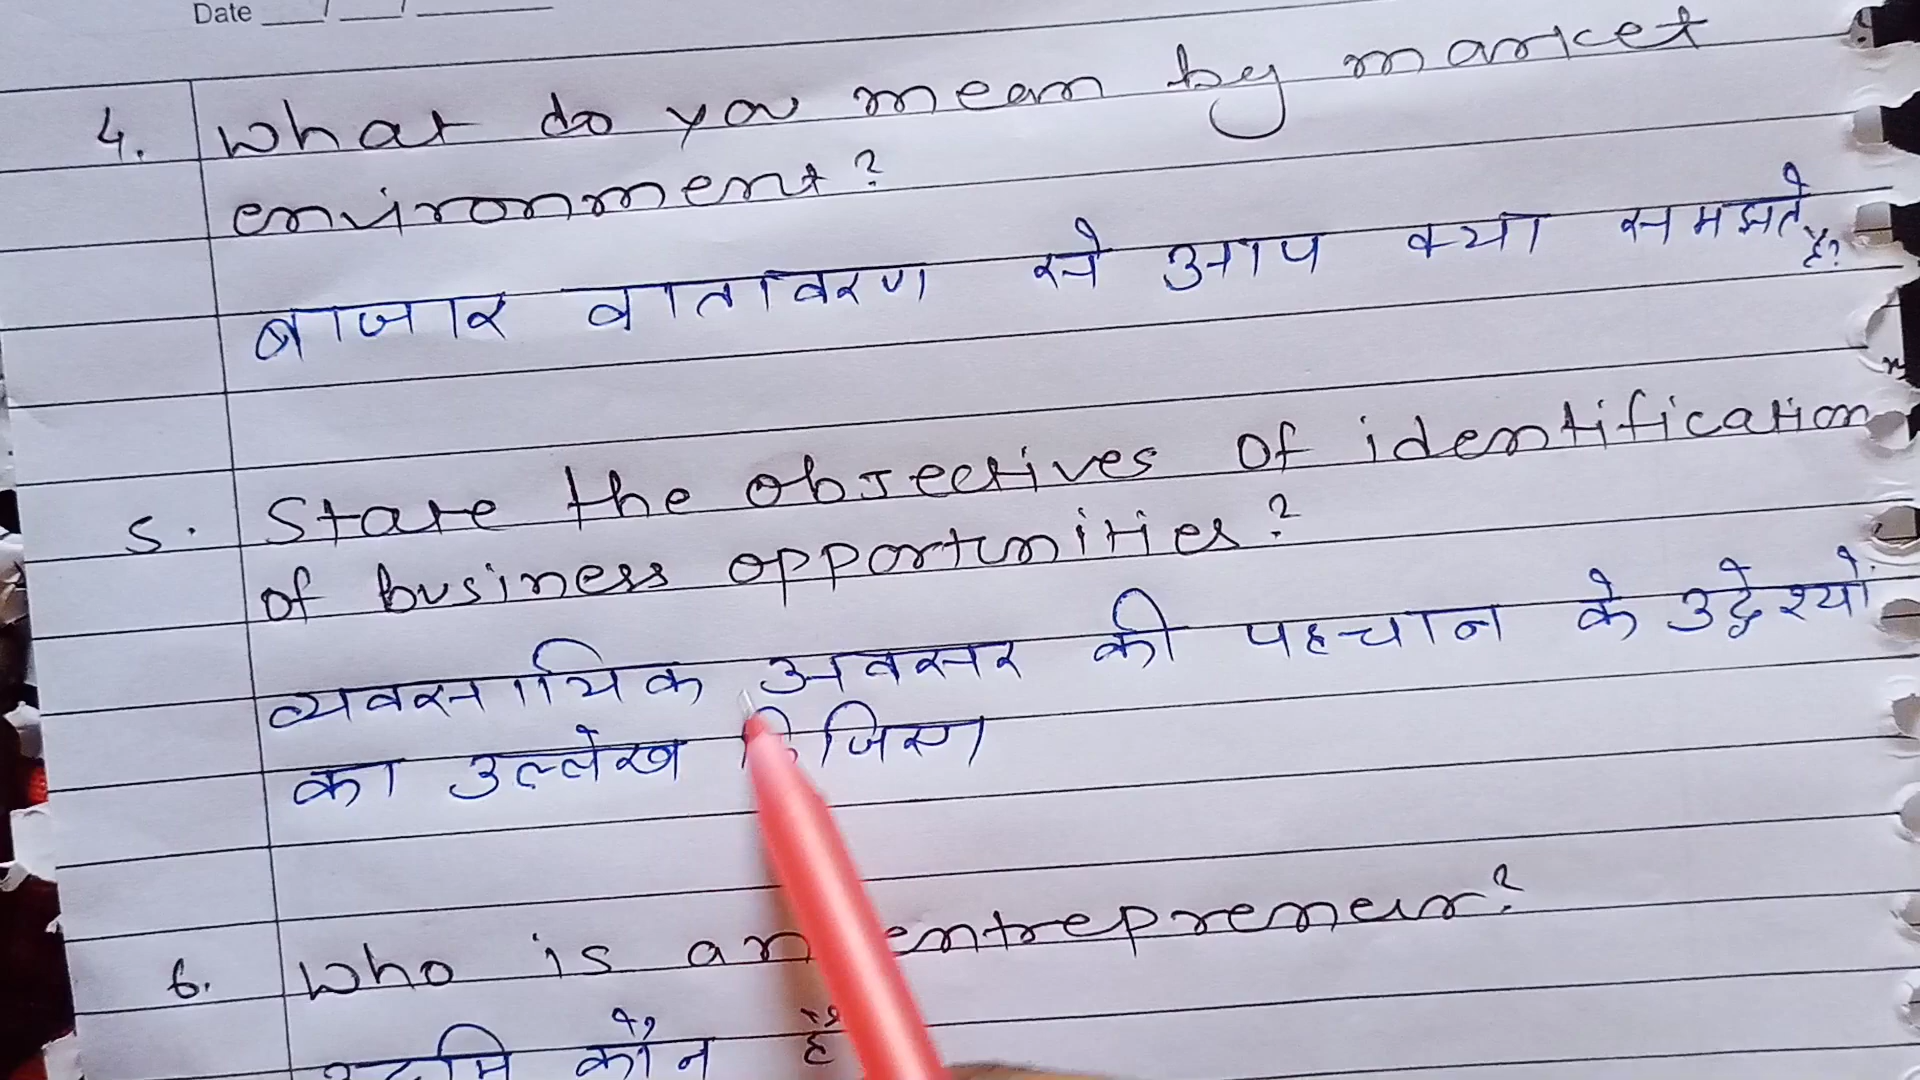 Date
4. What do you mean by market
environment?
बाजार वातावरण से आप क्या समझते है?
5. State the objectives of identification
of business opportunities?
व्यवसायिक अवसर की पहचान के उद्देश्यों
का उल्लेख
6. Who is an entrepreneur?
कौन है